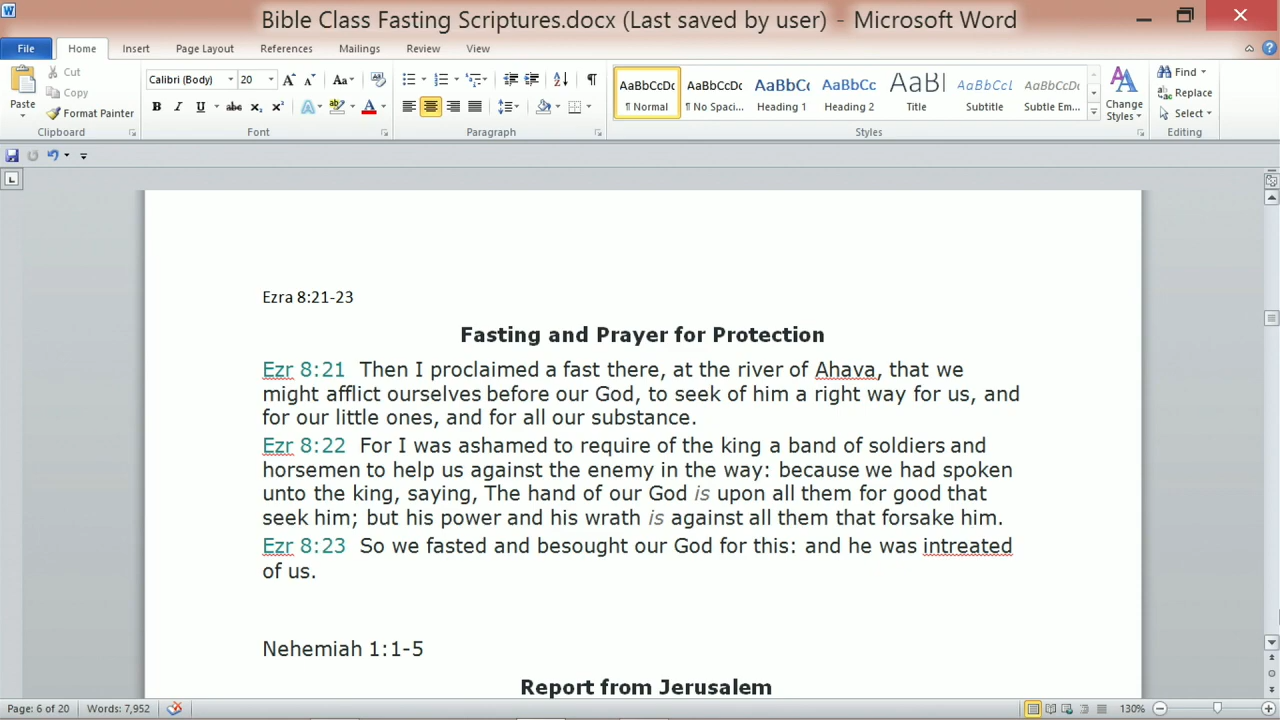 Bible Class Fasting Scriptures.docx (Last saved by user) - Microsoft Word
File Home Insert Page Layout References Mailings Review View
Paste
Cut
Copy
Format Painter
Clipboard
Calibri (Body) 20
Font
Paragraph
AaBbCcDc AaBbCcDc AaBbCc AaBbCc AaBl AaBbCcL AaBbCcDc
¶ Normal ¶ No Spaci... Heading 1 Heading 2 Title Subtitle Subtle Em...
Change Styles
Styles
Find
Replace
Select
Editing
Ezra 8:21-23
Fasting and Prayer for Protection
Ezr 8:21 Then I proclaimed a fast there, at the river of Ahava, that we
might afflict ourselves before our God, to seek of him a right way for us, and
for our little ones, and for all our substance.
Ezr 8:22 For I was ashamed to require of the king a band of soldiers and
horsemen to help us against the enemy in the way: because we had spoken
unto the king, saying, The hand of our God is upon all them for good that
seek him; but his power and his wrath is against all them that forsake him.
Ezr 8:23 So we fasted and besought our God for this: and he was intreated
of us.
Nehemiah 1:1-5
Report from Jerusalem
Page: 6 of 20 Words: 7,952 130%